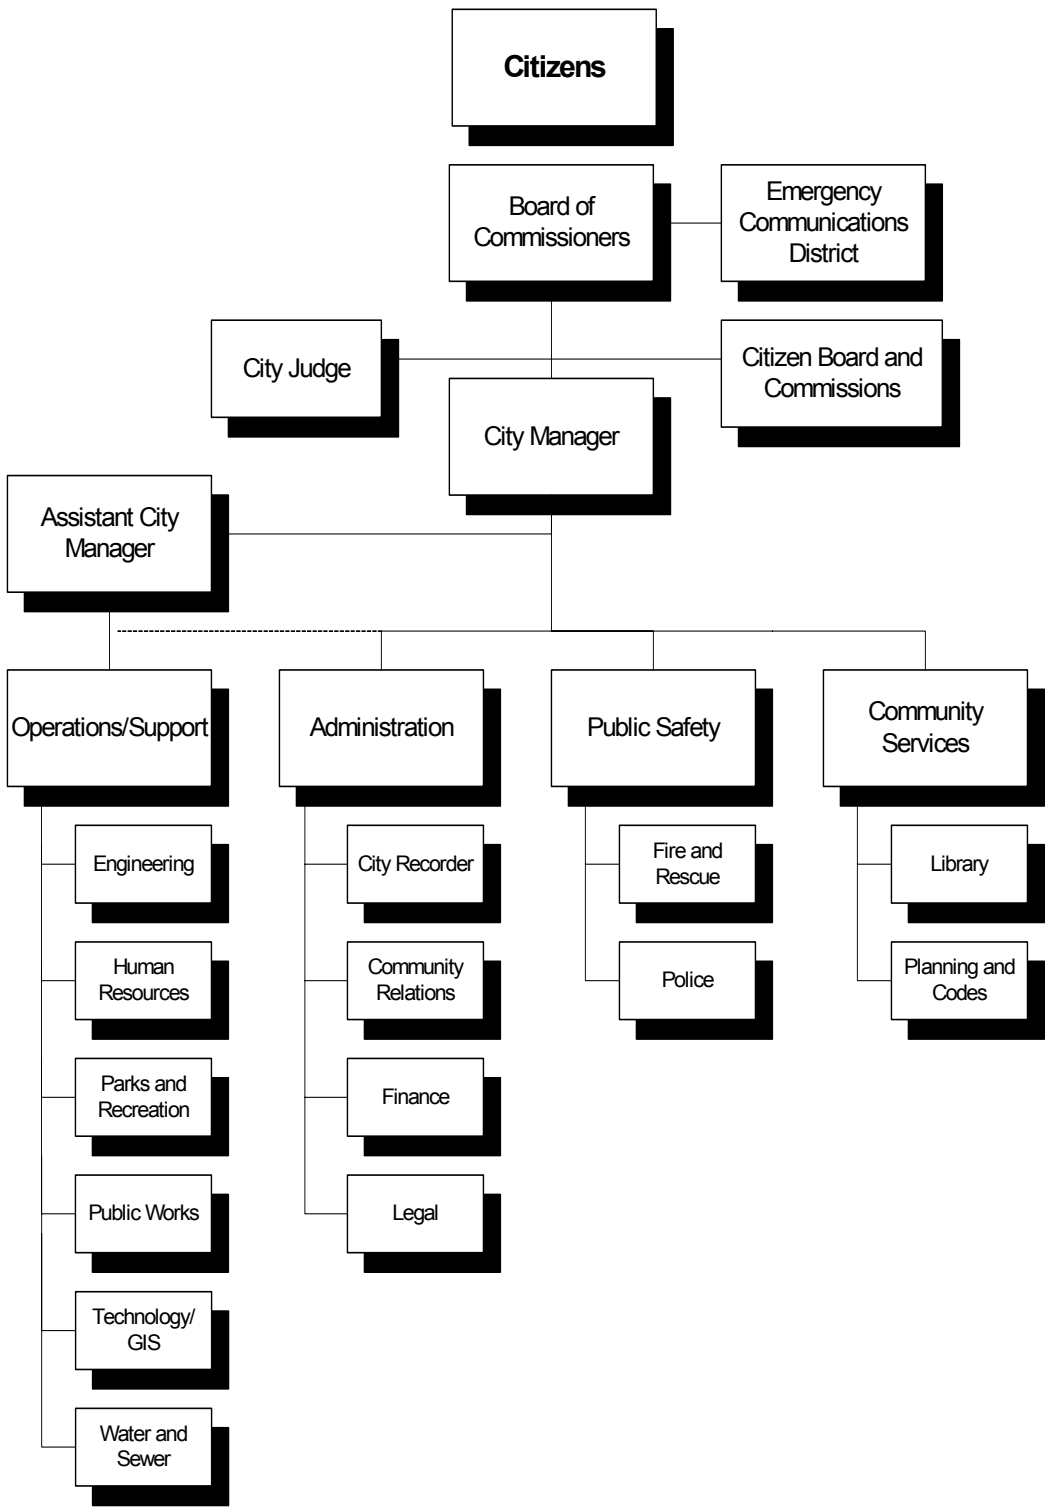 Citizens
Board of
Commissioners
Emergency
Communications
District
City Judge
Citizen Board and
Commissions
City Manager
Assistant City
Manager
Operations/Support
Administration
Public Safety
Community
Services
Engineering
Human
Resources
Parks and
Recreation
Public Works
Technology/
GIS
Water and
Sewer
City Recorder
Community
Relations
Finance
Legal
Fire and
Rescue
Police
Library
Planning and
Codes